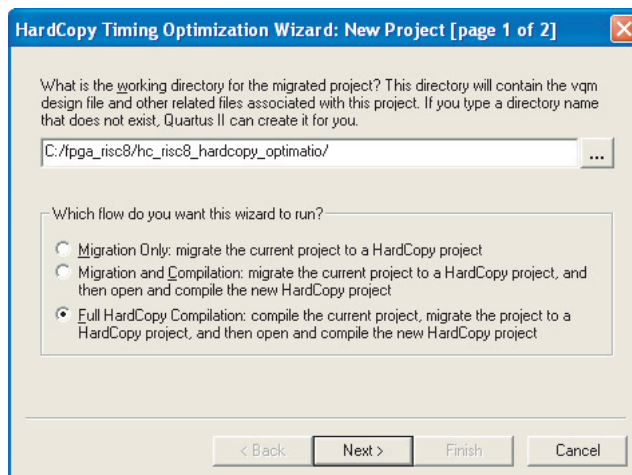 HardCopy Timing Optimization Wizard: New Project [page 1 of 2]
What is the working directory for the migrated project? This directory will contain the vqm
design file and other related files associated with this project. If you type a directory name
that does not exist, Quartus II can create it for you.
C:/fpga_risc8/hc_risc8_hardcopy_optimatio/
...
Which flow do you want this wizard to run?
Migration Only: migrate the current project to a HardCopy project
Migration and Compilation: migrate the current project to a HardCopy project, and
then open and compile the new HardCopy project
Full HardCopy Compilation: compile the current project, migrate the project to a
HardCopy project, and then open and compile the new HardCopy project
< Back
Next >
Finish
Cancel